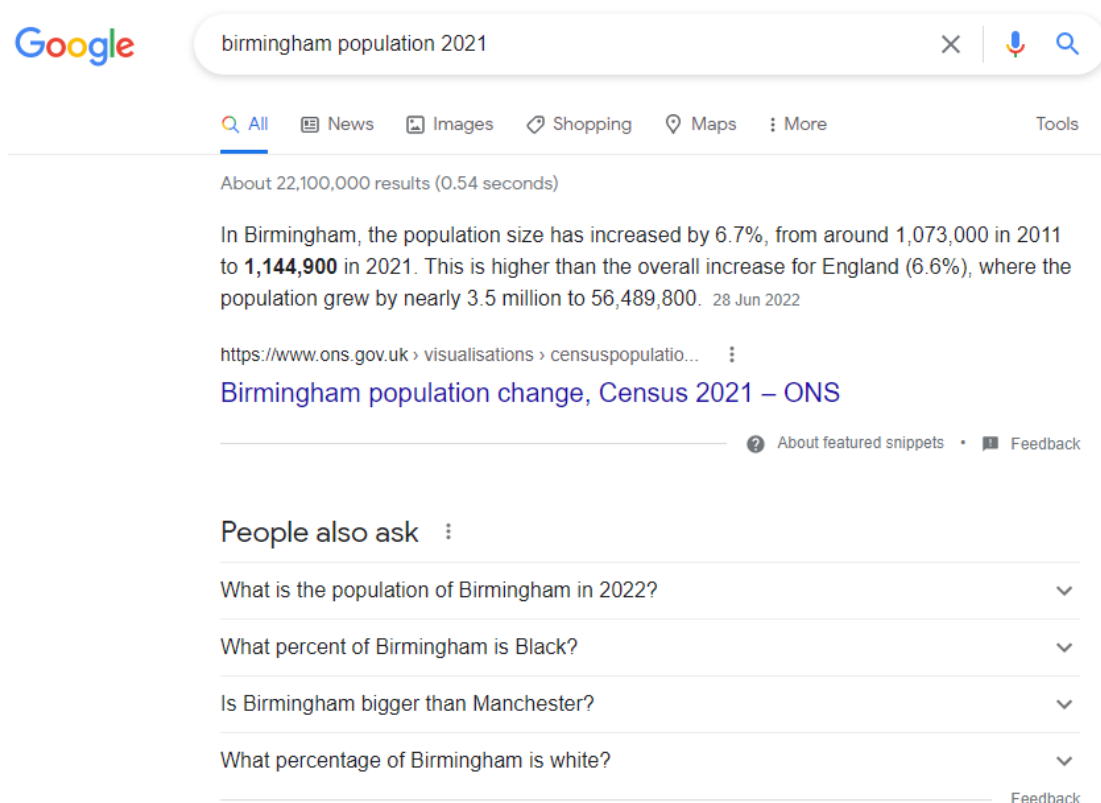 Google
birmingham population 2021
All News Images Shopping Maps More Tools
About 22,100,000 results (0.54 seconds)
In Birmingham, the population size has increased by 6.7%, from around 1,073,000 in 2011
to 1,144,900 in 2021. This is higher than the overall increase for England (6.6%), where the
population grew by nearly 3.5 million to 56,489,800. 28 Jun 2022
https://www.ons.gov.uk › visualisations › censuspopulatio...
Birmingham population change, Census 2021 – ONS
About featured snippets • Feedback
People also ask
What is the population of Birmingham in 2022?
What percent of Birmingham is Black?
Is Birmingham bigger than Manchester?
What percentage of Birmingham is white?
Feedback